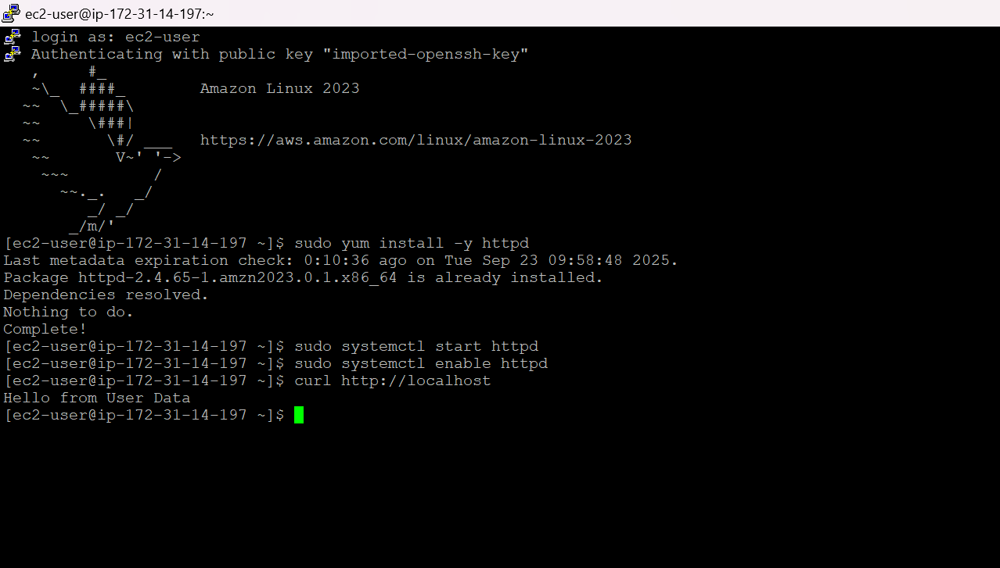 ec2-user@ip-172-31-14-197:~
login as: ec2-user
Authenticating with public key "imported-openssh-key"
   ,     #_
   ~\_  ####_        Amazon Linux 2023
  ~~  \_#####\
  ~~     \###|
  ~~       \#/ ___   https://aws.amazon.com/linux/amazon-linux-2023
   ~~       V~' '->
    ~~~         /
      ~~._.   _/
         _/ _/
       _/m/'
[ec2-user@ip-172-31-14-197 ~]$ sudo yum install -y httpd
Last metadata expiration check: 0:10:36 ago on Tue Sep 23 09:58:48 2025.
Package httpd-2.4.65-1.amzn2023.0.1.x86_64 is already installed.
Dependencies resolved.
Nothing to do.
Complete!
[ec2-user@ip-172-31-14-197 ~]$ sudo systemctl start httpd
[ec2-user@ip-172-31-14-197 ~]$ sudo systemctl enable httpd
[ec2-user@ip-172-31-14-197 ~]$ curl http://localhost
Hello from User Data
[ec2-user@ip-172-31-14-197 ~]$